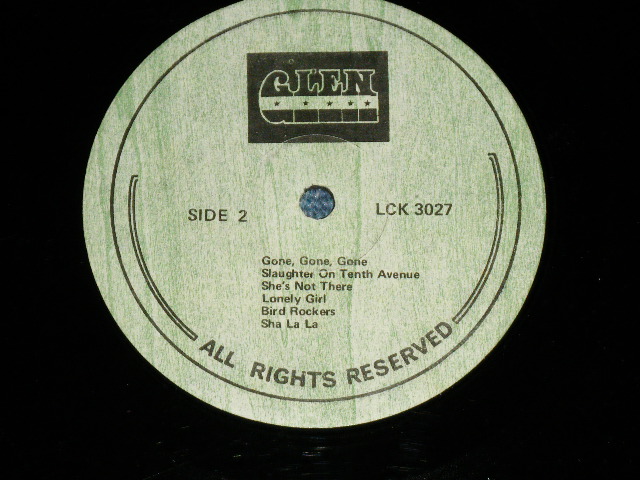 GLEN
SIDE 2
LCK 3027
Gone, Gone, Gone
Slaughter On Tenth Avenue
She's Not There
Lonely Girl
Bird Rockers
Sha La La
ALL RIGHTS RESERVED